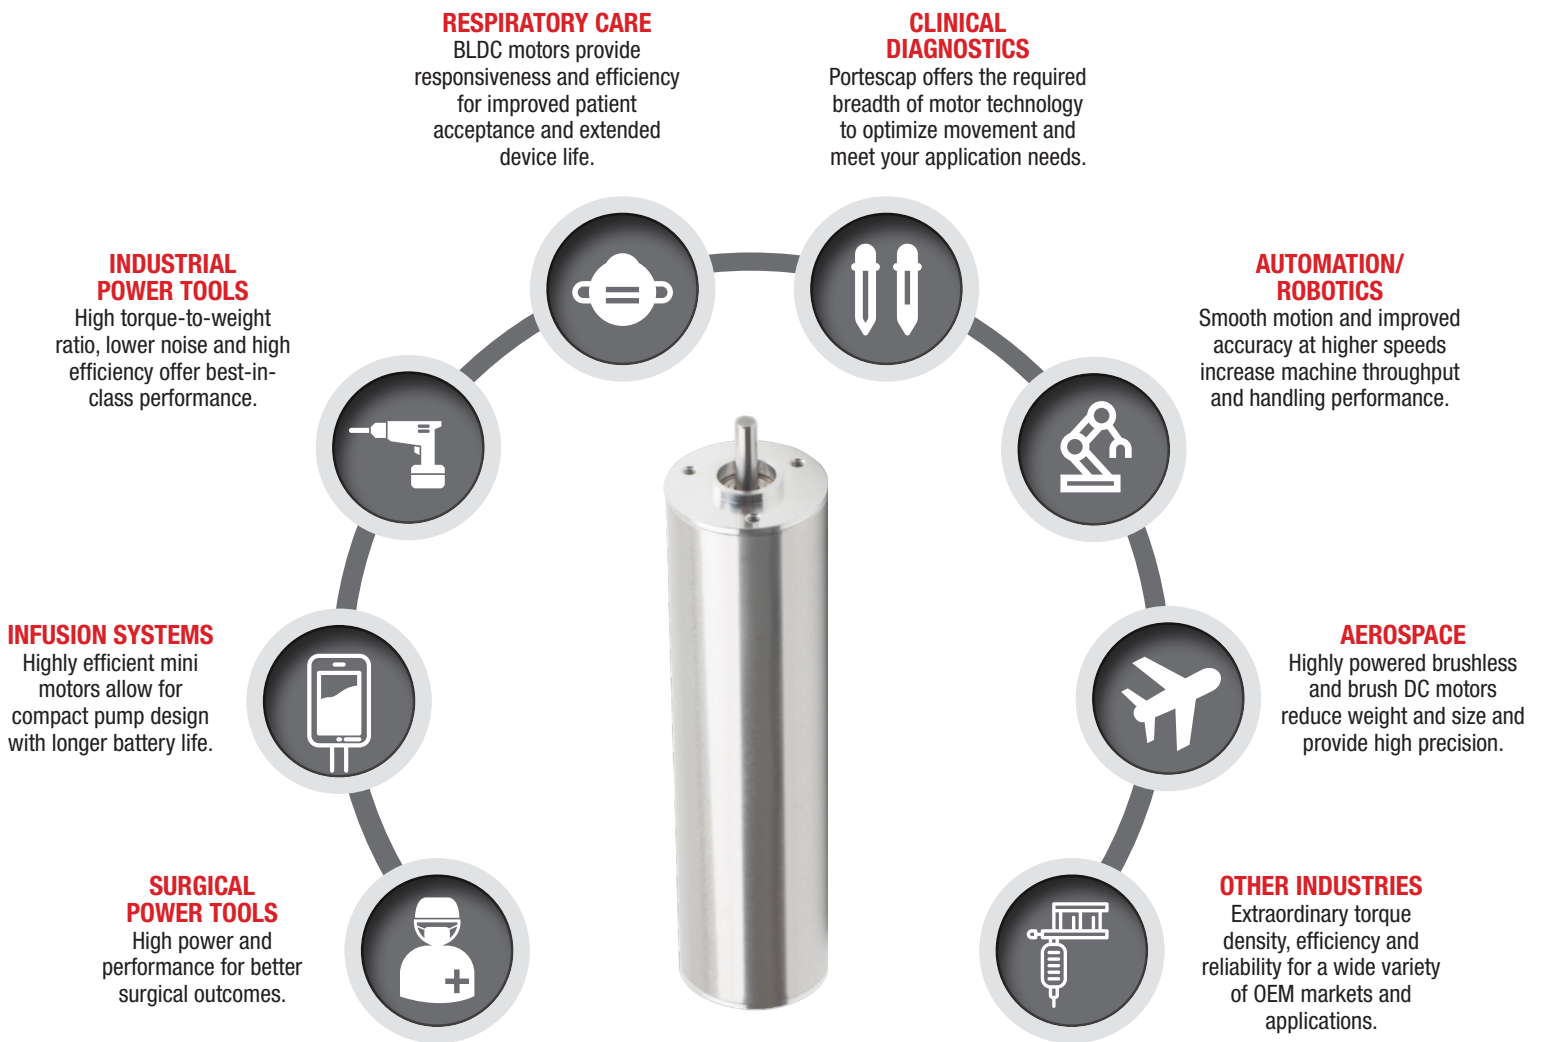 RESPIRATORY CARE
BLDC motors provide
responsiveness and efficiency
for improved patient
acceptance and extended
device life.
CLINICAL
DIAGNOSTICS
Portescap offers the required
breadth of motor technology
to optimize movement and
meet your application needs.
INDUSTRIAL
POWER TOOLS
High torque-to-weight
ratio, lower noise and high
efficiency offer best-in-
class performance.
AUTOMATION/
ROBOTICS
Smooth motion and improved
accuracy at higher speeds
increase machine throughput
and handling performance.
INFUSION SYSTEMS
Highly efficient mini
motors allow for
compact pump design
with longer battery life.
AEROSPACE
Highly powered brushless
and brush DC motors
reduce weight and size and
provide high precision.
SURGICAL
POWER TOOLS
High power and
performance for better
surgical outcomes.
OTHER INDUSTRIES
Extraordinary torque
density, efficiency and
reliability for a wide variety
of OEM markets and
applications.